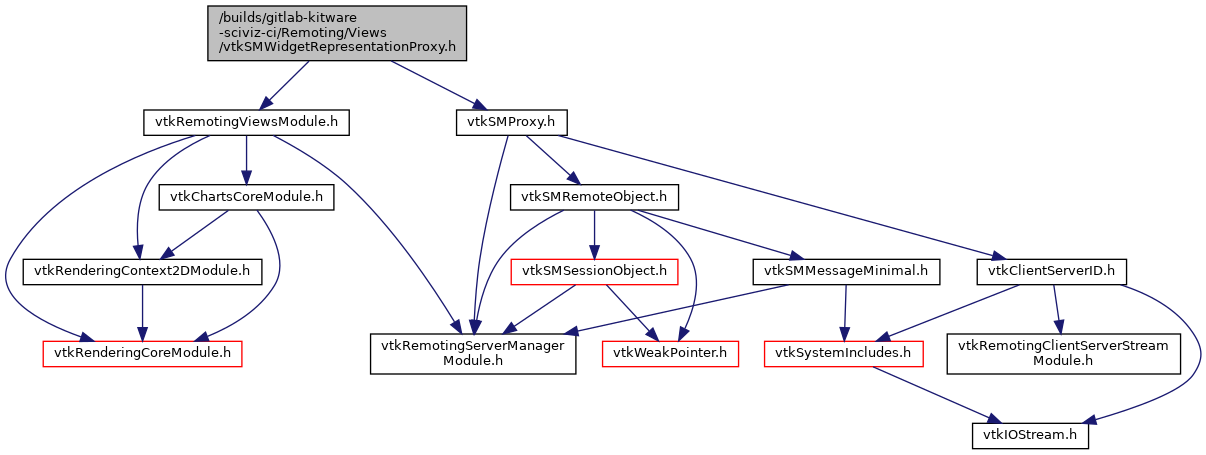 /builds/gitlab-kitware
-sciviz-ci/Remoting/Views
/vtkSMWidgetRepresentationProxy.h
vtkRemotingViewsModule.h
vtkSMProxy.h
vtkChartsCoreModule.h
vtkSMRemoteObject.h
vtkRenderingContext2DModule.h
vtkSMSessionObject.h
vtkSMMessageMinimal.h
vtkClientServerID.h
vtkRenderingCoreModule.h
vtkRemotingServerManager
Module.h
vtkWeakPointer.h
vtkSystemIncludes.h
vtkRemotingClientServerStream
Module.h
vtkIOStream.h